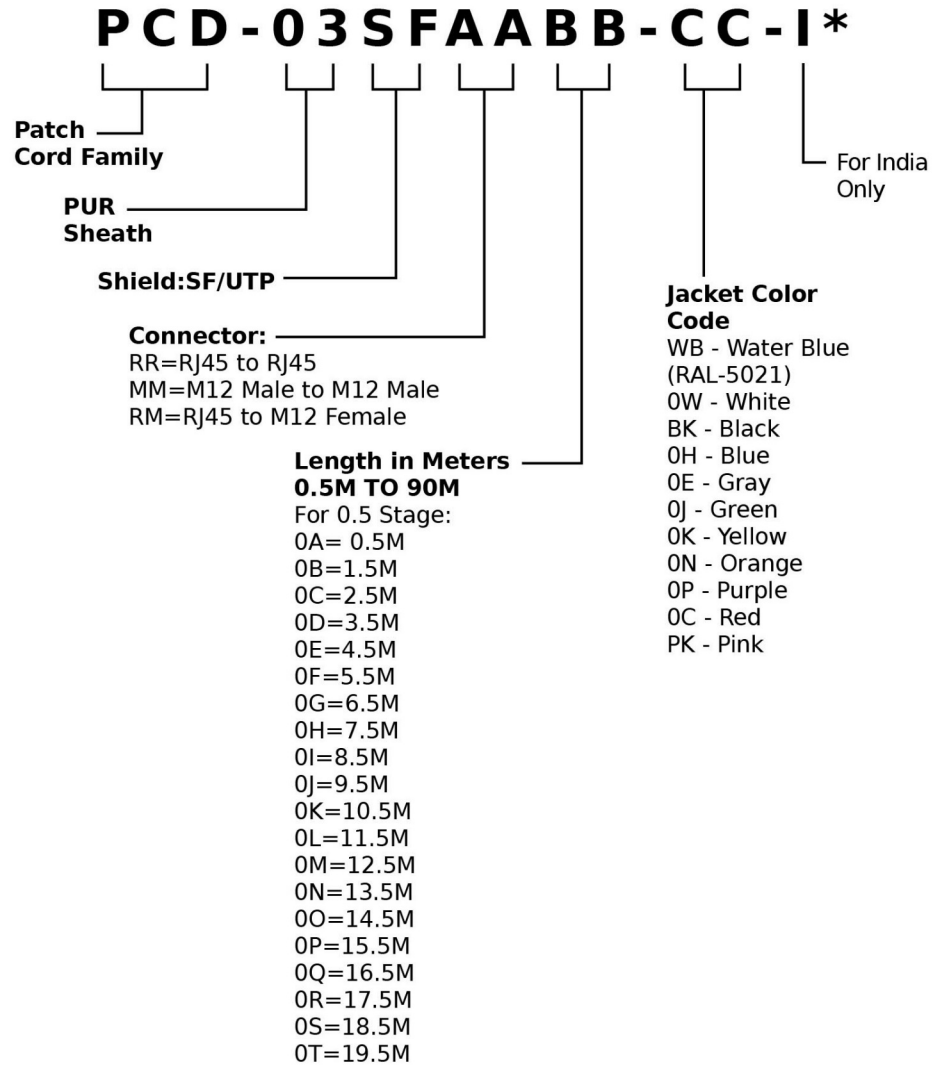 PCD-03SFAABB-CC-I*
Patch
Cord Family
For India
Only
PUR
Sheath
Shield:SF/UTP
Connector:
RR=RJ45 to RJ45
MM=M12 Male to M12 Male
RM=RJ45 to M12 Female
Length in Meters
0.5M TO 90M
For 0.5 Stage:
0A= 0.5M
0B=1.5M
0C=2.5M
0D=3.5M
0E=4.5M
0F=5.5M
0G=6.5M
0H=7.5M
0I=8.5M
0J=9.5M
0K=10.5M
0L=11.5M
0M=12.5M
0N=13.5M
0O=14.5M
0P=15.5M
0Q=16.5M
0R=17.5M
0S=18.5M
0T=19.5M
Jacket Color
Code
WB - Water Blue
(RAL-5021)
0W - White
BK - Black
0H - Blue
0E - Gray
0J - Green
0K - Yellow
0N - Orange
0P - Purple
0C - Red
PK - Pink